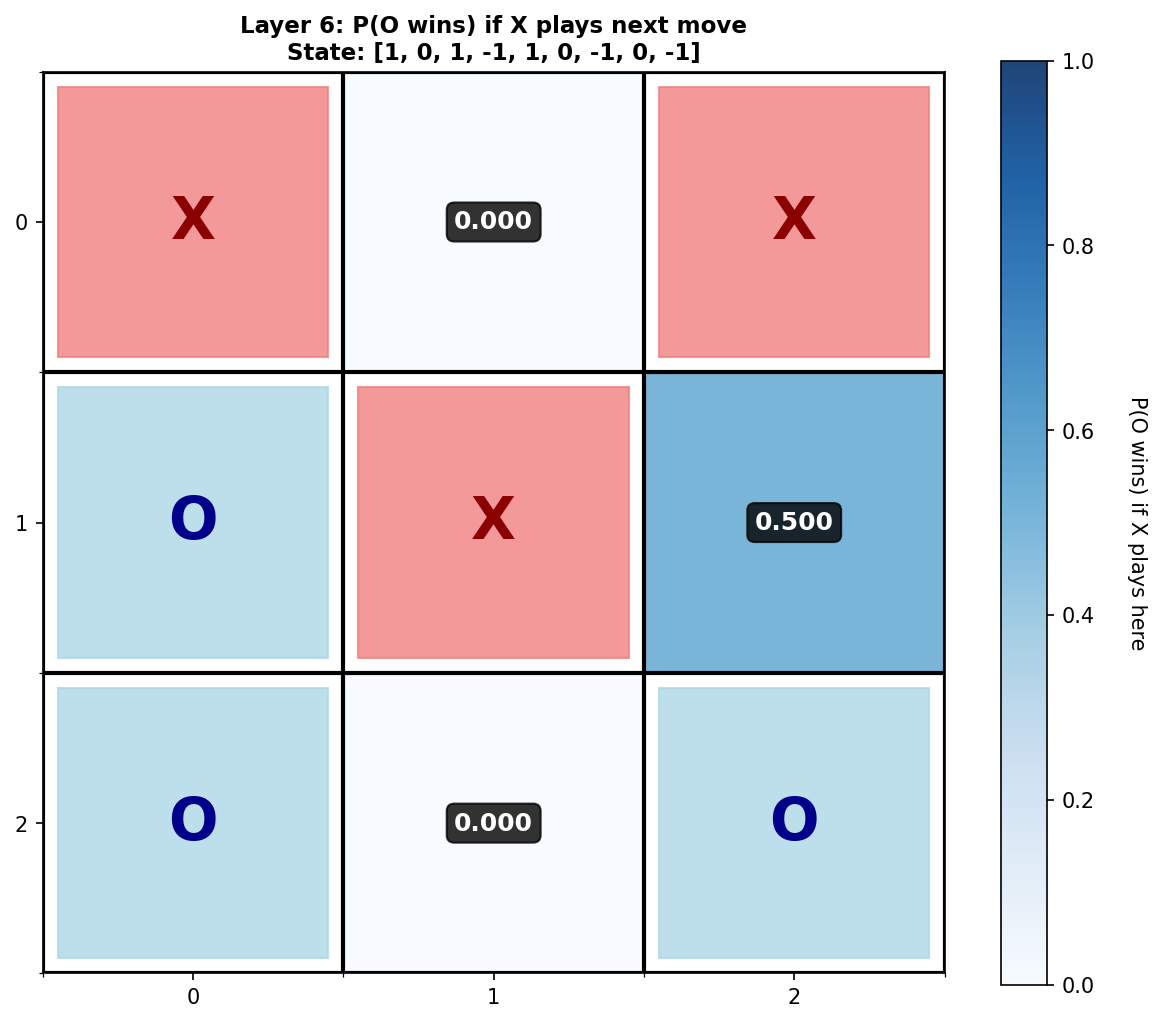 Layer 6: P(O wins) if X plays next move
State: [1, 0, 1, -1, 1, 0, -1, 0, -1]
X
0.000
X
O
X
0.500
O
0.000
O
0
1
2
0
1
2
1.0
0.8
0.6
0.4
0.2
0.0
P(O wins) if X plays here